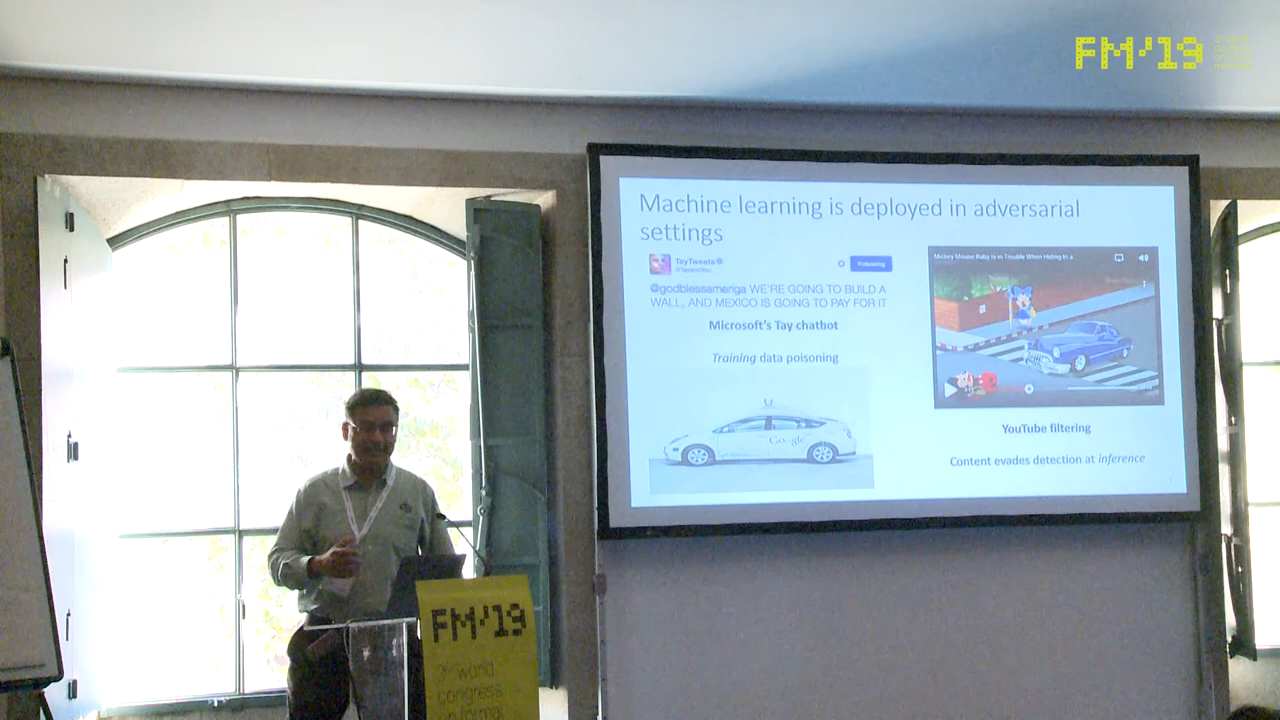 FM'19
Machine learning is deployed in adversarial
settings
TayTweets
Following
@godblessameriga WE'RE GOING TO BUILD A
WALL, AND MEXICO IS GOING TO PAY FOR IT
Microsoft's Tay chatbot
Training data poisoning
Google
Mickey Mouse Baby is in Trouble When Hiding In a
YouTube filtering
Content evades detection at inference
FM'19
world
congress
on formal